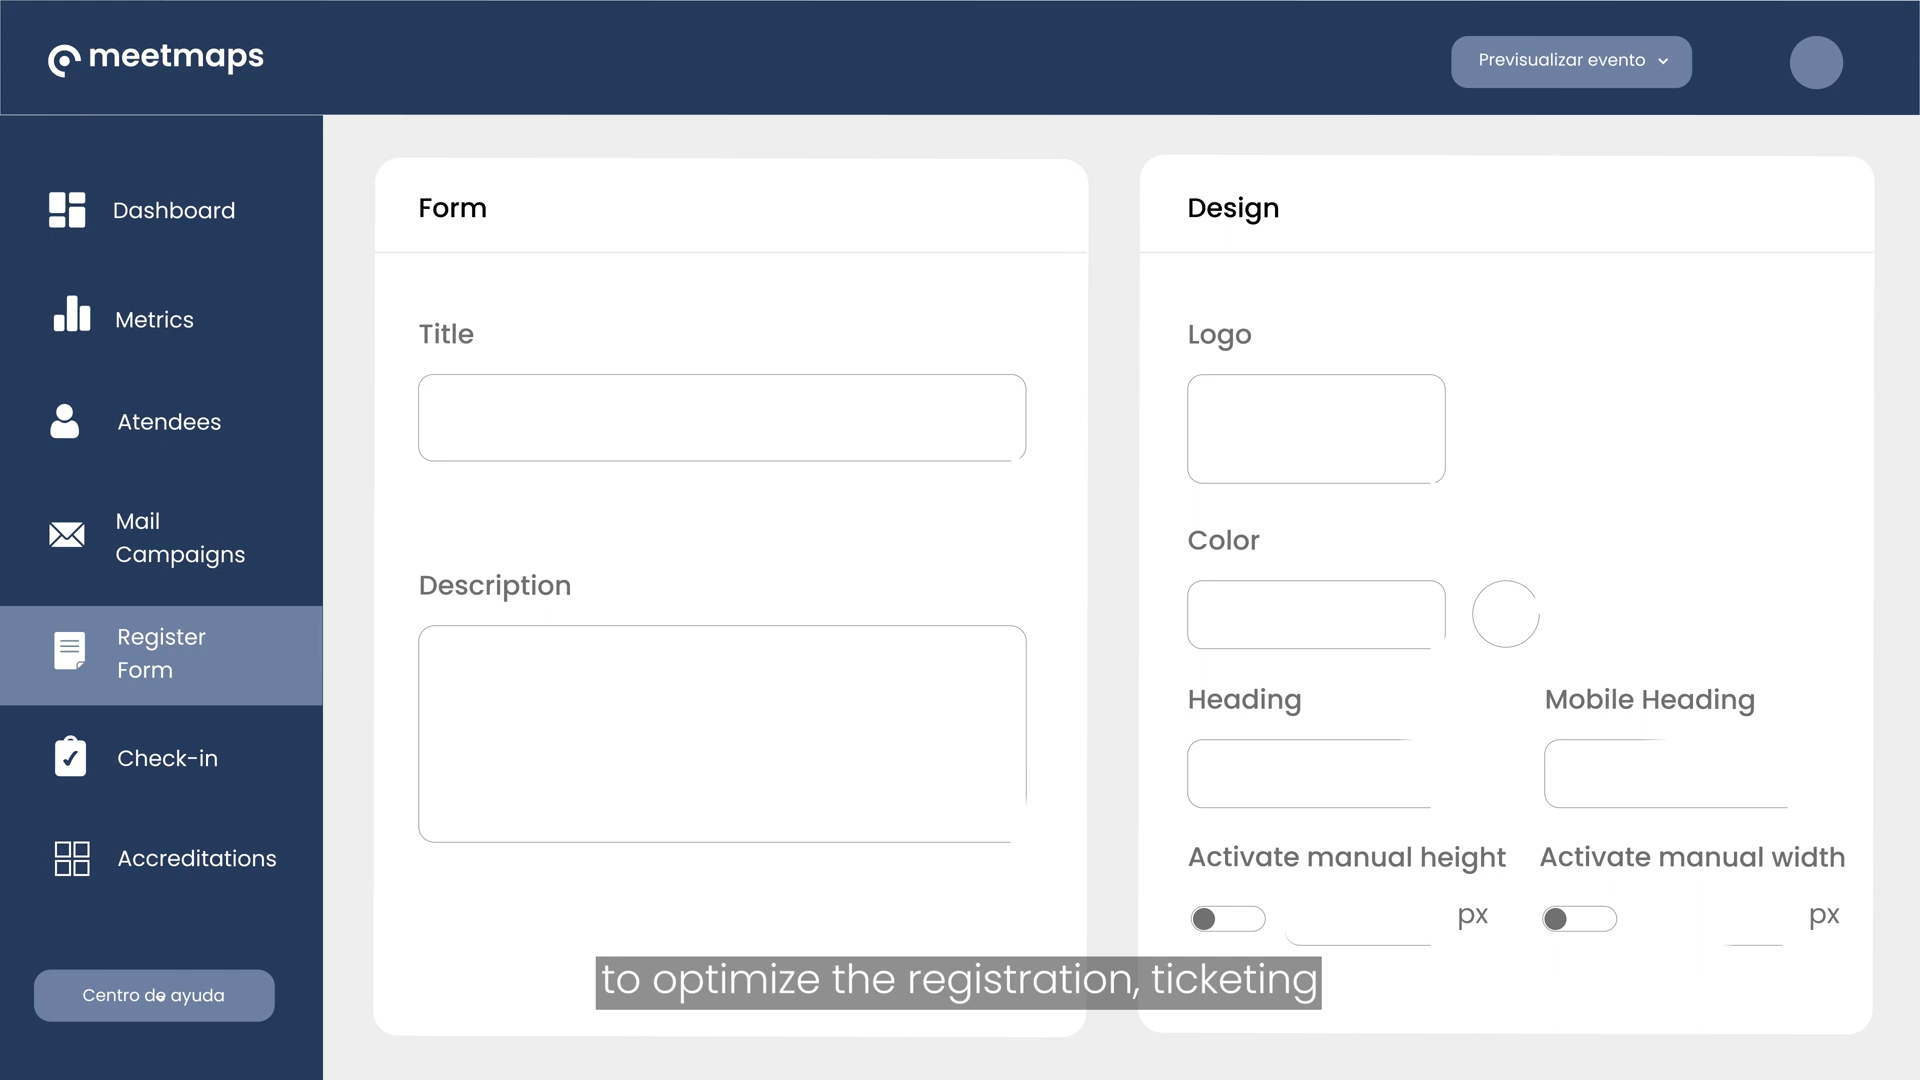 meetmaps
Previsualizar evento
Dashboard
Metrics
Atendees
Mail
Campaigns
Register
Form
Check-in
Accreditations
Centro de ayuda
Form
Title
Description
Design
Logo
Color
Heading
Mobile Heading
Activate manual height
Activate manual width
px
px
to optimize the registration, ticketing